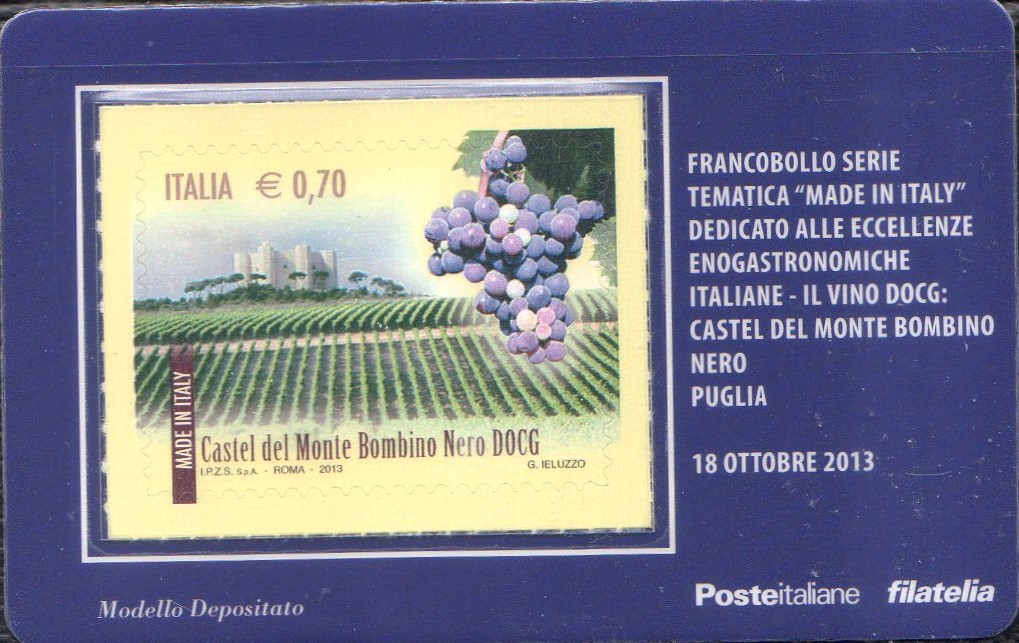 ITALIA € 0,70
MADE IN ITALY
Castel del Monte Bombino Nero DOCG
I.P.Z.S. S.p.A. - ROMA - 2013
G. IELUZZO
FRANCOBOLLO SERIE
TEMATICA “MADE IN ITALY”
DEDICATO ALLE ECCELLENZE
ENOGASTRONOMICHE
ITALIANE - IL VINO DOCG:
CASTEL DEL MONTE BOMBINO
NERO
PUGLIA
18 OTTOBRE 2013
Modello Depositato
Posteitaliane filatelia